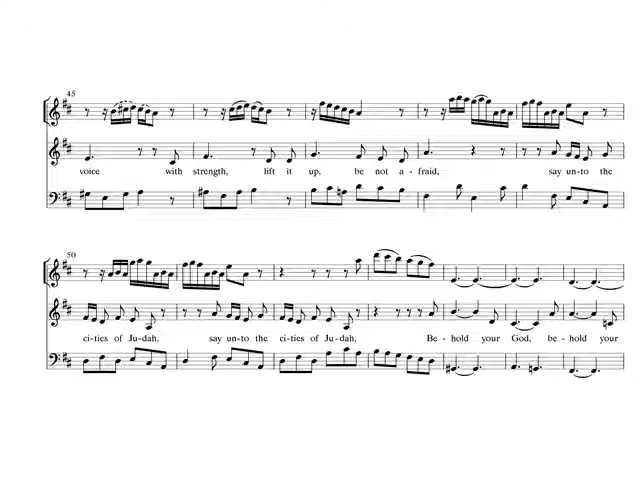 45
voice with strength, lift it up, be not a-fraid, say un-to the
50
ci-ties of Ju-dah, say un-to the ci-ties of Ju-dah, Be-hold your God, be-hold your